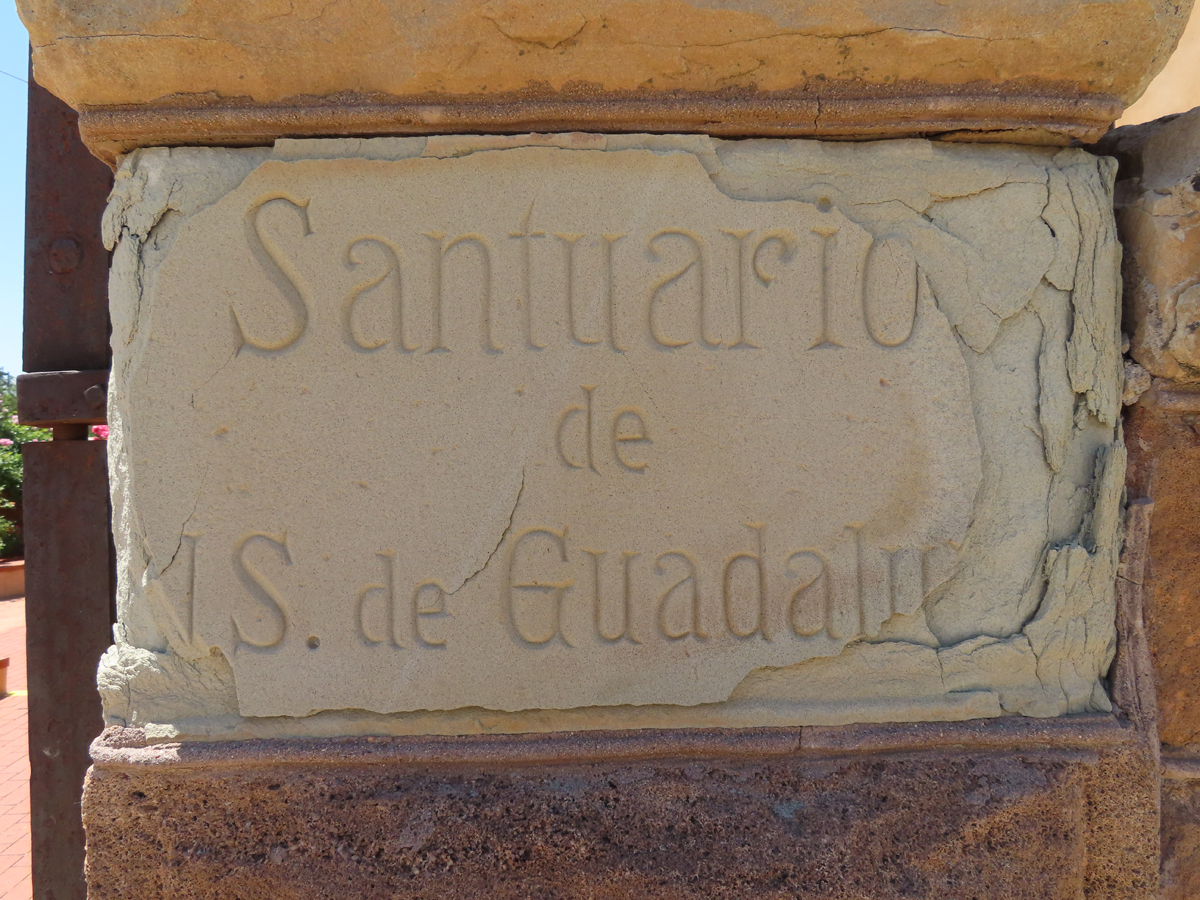 Santuario
de
S. de Guadalu